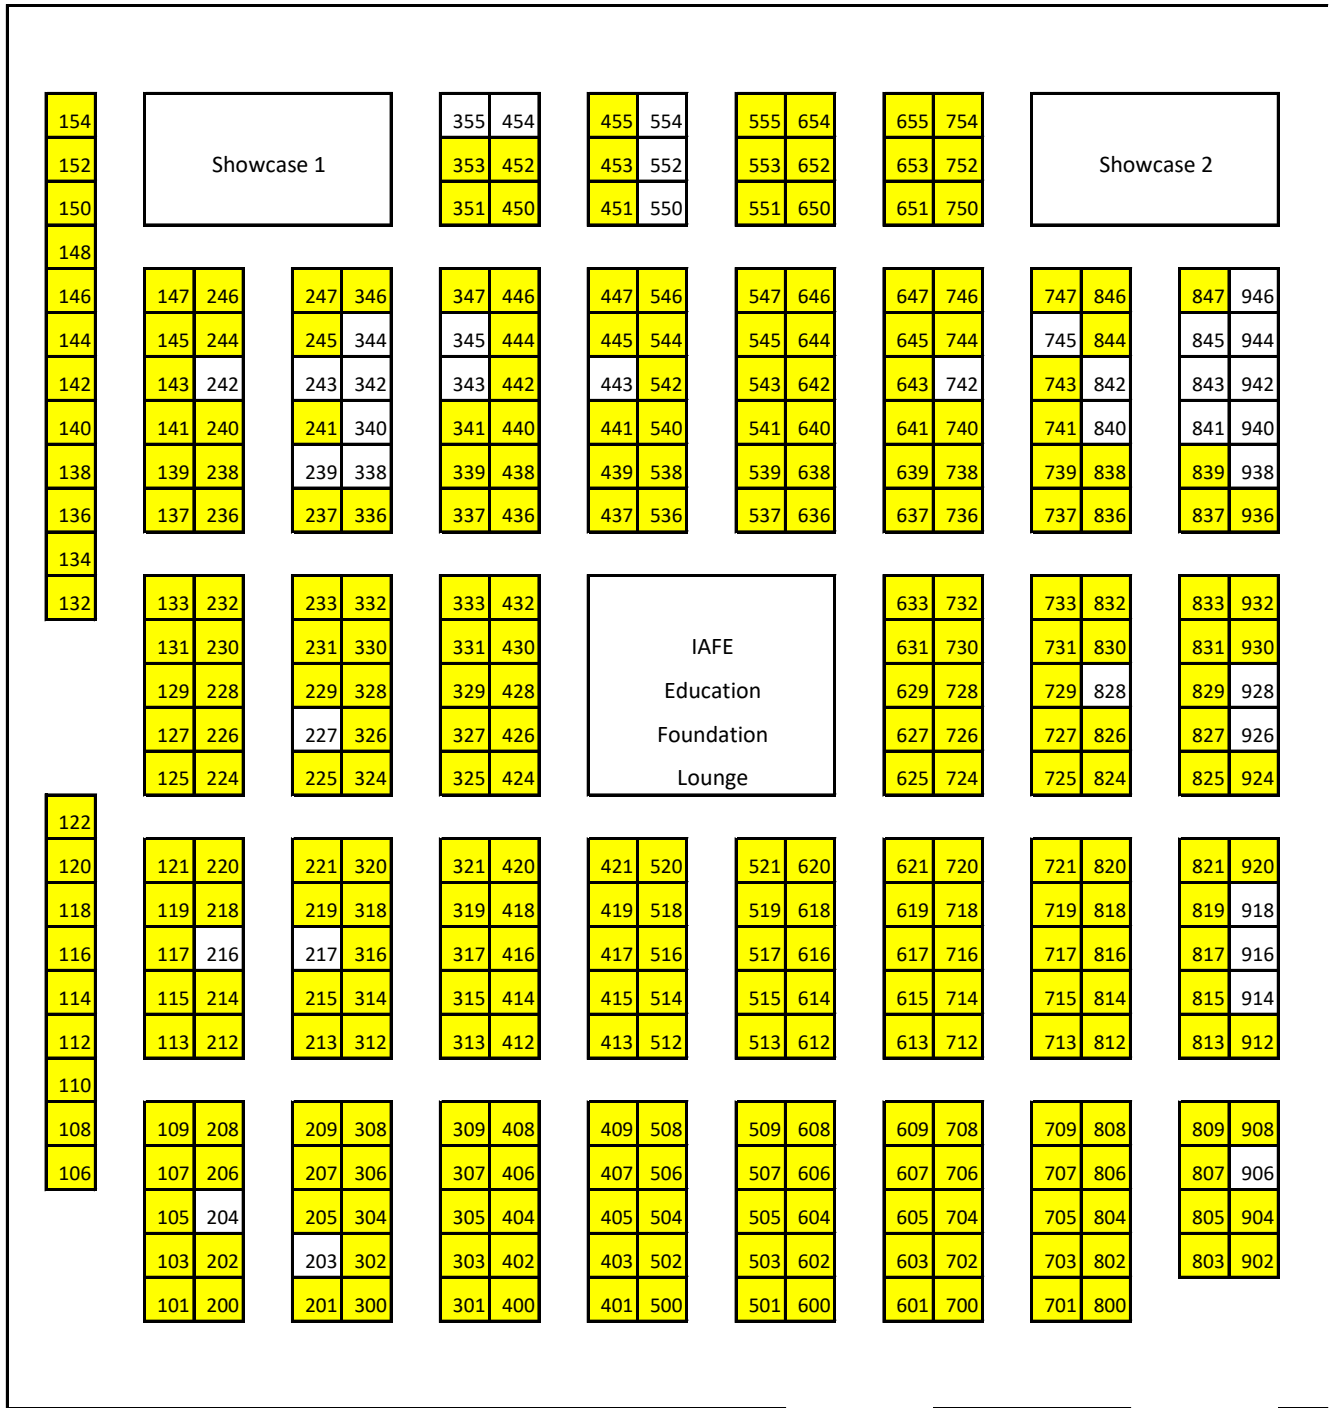 154 355 454 455 554 555 654 655 754
152 Showcase 1 353 452 453 552 553 652 653 752 Showcase 2
150 351 450 451 550 551 650 651 750
148
146 147 246 247 346 347 446 447 546 547 646 647 746 747 846 847 946
144 145 244 245 344 345 444 445 544 545 644 645 744 745 844 845 944
142 143 242 243 342 343 442 443 542 543 642 643 742 743 842 843 942
140 141 240 241 340 341 440 441 540 541 640 641 740 741 840 841 940
138 139 238 239 338 339 438 439 538 539 638 639 738 739 838 839 938
136 137 236 237 336 337 436 437 536 537 636 637 736 737 836 837 936
134
132 133 232 233 332 333 432 633 732 733 832 833 932
131 230 231 330 331 430 IAFE 631 730 731 830 831 930
129 228 229 328 329 428 Education 629 728 729 828 829 928
127 226 227 326 327 426 Foundation 627 726 727 826 827 926
125 224 225 324 325 424 Lounge 625 724 725 824 825 924
122
120 121 220 221 320 321 420 421 520 521 620 621 720 721 820 821 920
118 119 218 219 318 319 418 419 518 519 618 619 718 719 818 819 918
116 117 216 217 316 317 416 417 516 517 616 617 716 717 816 817 916
114 115 214 215 314 315 414 415 514 515 614 615 714 715 814 815 914
112 113 212 213 312 313 412 413 512 513 612 613 712 713 812 813 912
110
108 109 208 209 308 309 408 409 508 509 608 609 708 709 808 809 908
106 107 206 207 306 307 406 407 506 507 606 607 706 707 806 807 906
105 204 205 304 305 404 405 504 505 604 605 704 705 804 805 904
103 202 203 302 303 402 403 502 503 602 603 702 703 802 803 902
101 200 201 300 301 400 401 500 501 600 601 700 701 800